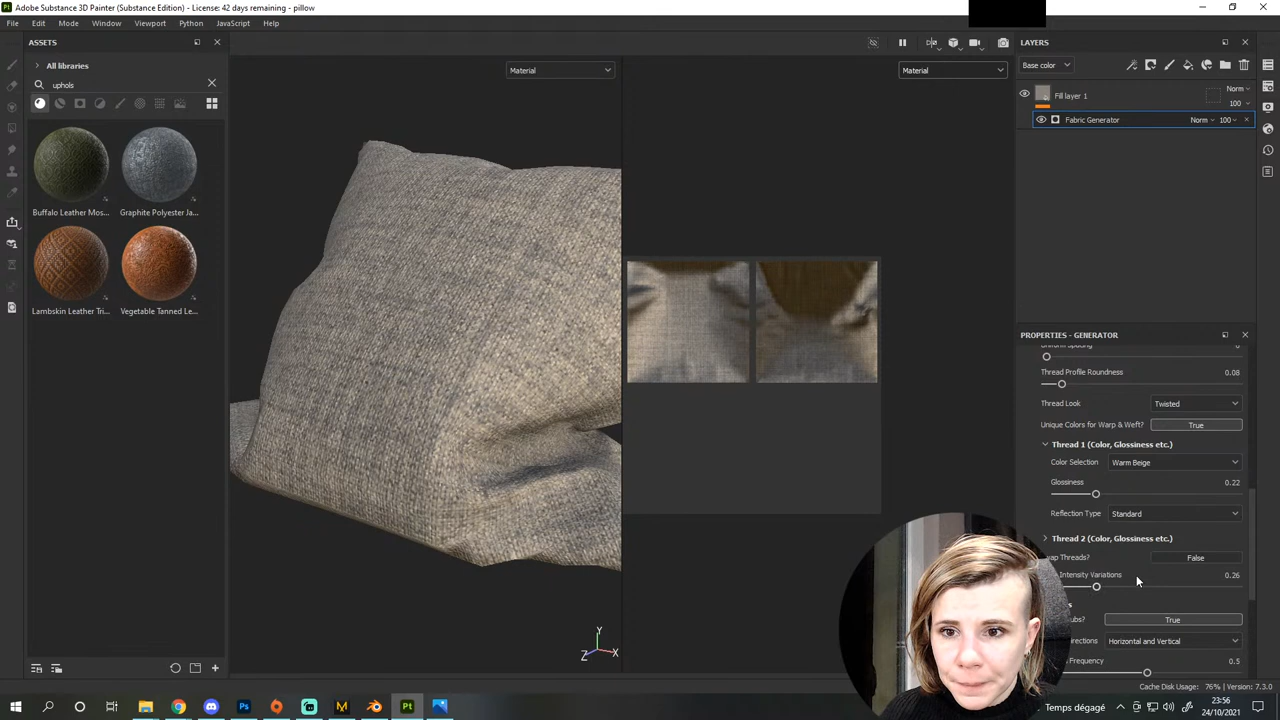 Adobe Substance 3D Painter (Substance Edition) - License: 42 days remaining - pillow
File Edit Mode Window Viewport Python JavaScript Help
ASSETS
All libraries
uphols
Buffalo Leather Mos...
Graphite Polyester Ja...
Lambskin Leather Tri...
Vegetable Tanned Le...
Material
Material
Y
Z X
LAYERS
Base color
Fill layer 1
Norm
100
Fabric Generator Norm 100
PROPERTIES - GENERATOR
Uniform Spacing
Thread Profile Roundness 0.08
Thread Look Twisted
Unique Colors for Warp & Weft? True
Thread 1 (Color, Glossiness etc.)
Color Selection Warm Beige
Glossiness 0.22
Reflection Type Standard
Thread 2 (Color, Glossiness etc.)
wap Threads? False
Intensity Variations 0.26
True
Horizontal and Vertical
Frequency 0.5
Cache Disk Usage: 76% | Version: 7.3.0
Temps dégagé
23:56
24/10/2021